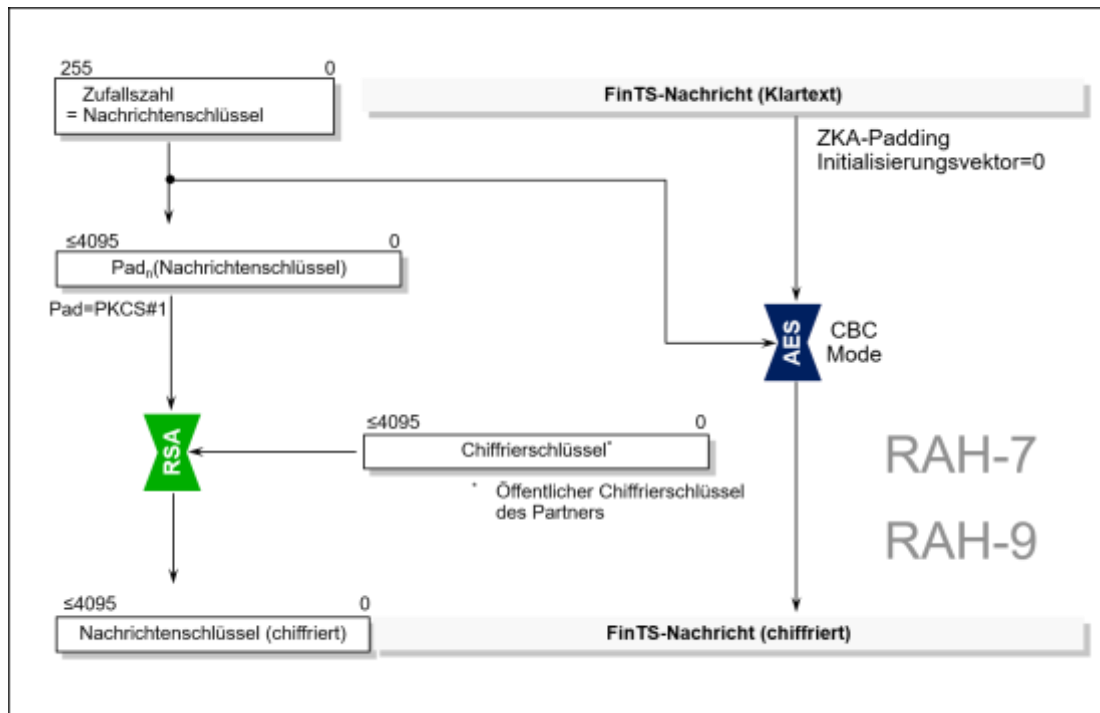 255 0
Zufallszahl
= Nachrichtenschlüssel
FinTS-Nachricht (Klartext)
ZKA-Padding
Initialisierungsvektor=0
≤4095 0
Padn(Nachrichtenschlüssel)
Pad=PKCS#1
AES
CBC
Mode
RSA
≤4095 0
Chiffrierschlüssel*
* Öffentlicher Chiffrierschlüssel
des Partners
RAH-7
RAH-9
≤4095 0
Nachrichtenschlüssel (chiffriert)
FinTS-Nachricht (chiffriert)